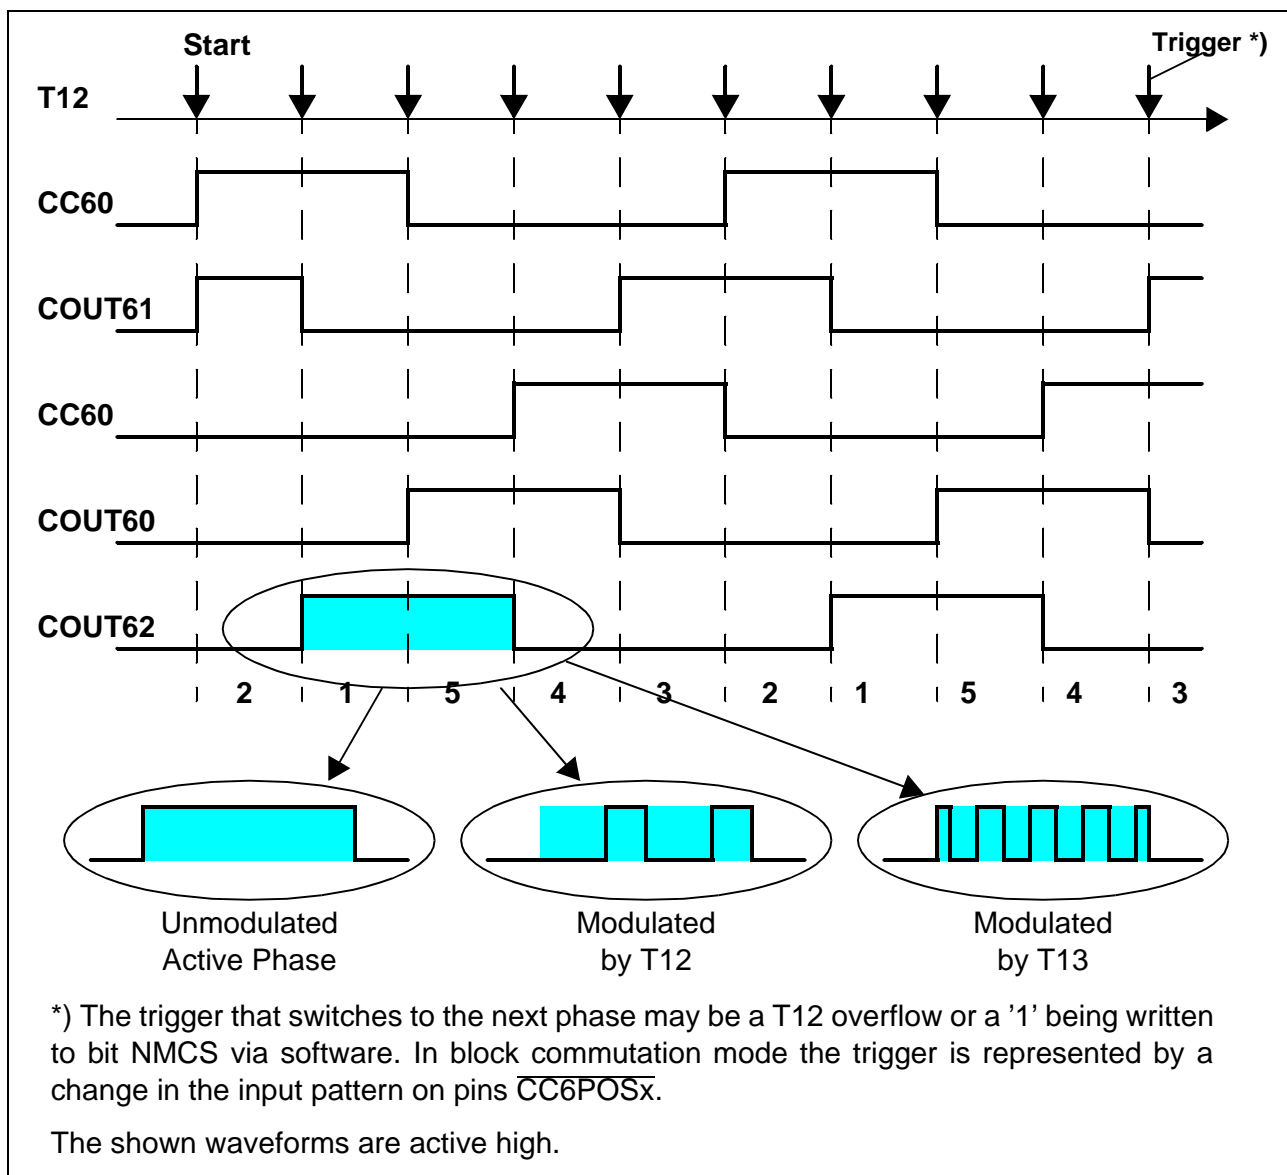 Start
Trigger *)
T12
CC60
COUT61
CC60
COUT60
COUT62
2 1 5 4 3 2 1 5 4 3
Unmodulated
Active Phase
Modulated
by T12
Modulated
by T13
*) The trigger that switches to the next phase may be a T12 overflow or a ’1’ being written
to bit NMCS via software. In block commutation mode the trigger is represented by a
change in the input pattern on pins CC6POSx.
The shown waveforms are active high.